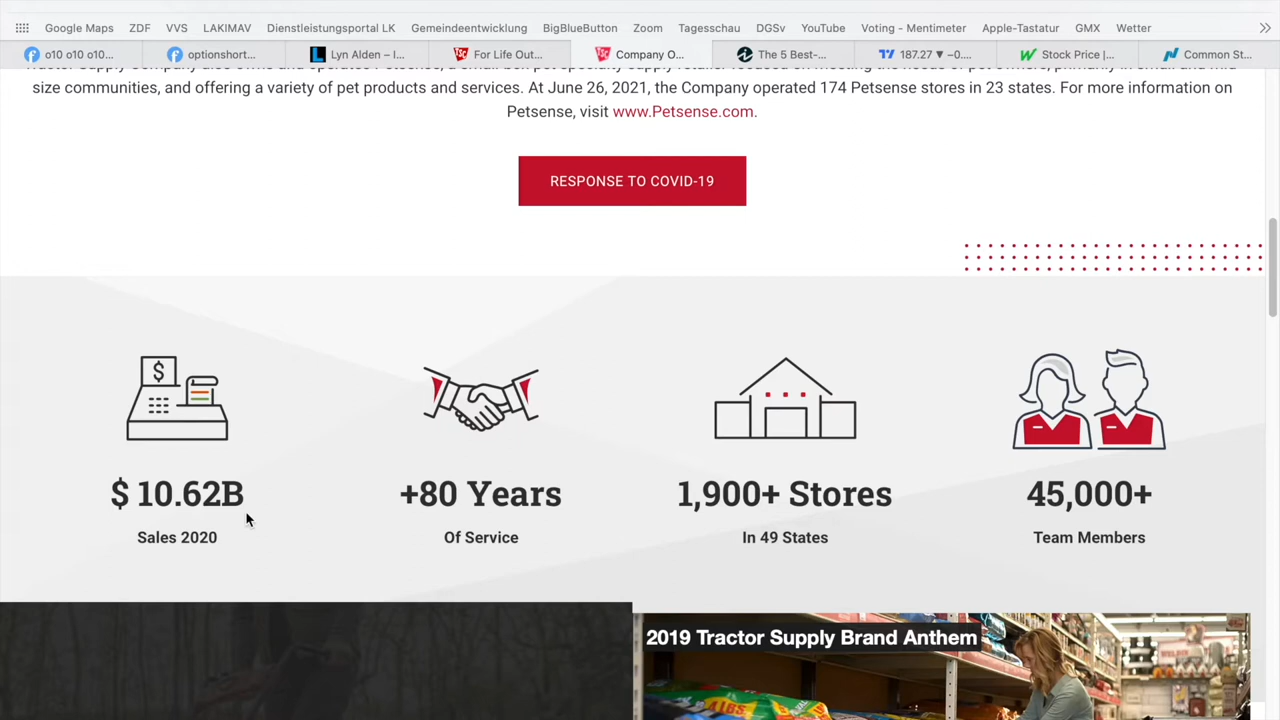 Google Maps ZDF VVS LAKIMAV Dienstleistungsportal LK Gemeindeentwicklung BigBlueButton Zoom Tagesschau DGSv YouTube Voting - Mentimeter Apple-Tastatur GMX Wetter
o10 o10 o10... optionshort... Lyn Alden – I... For Life Out... Company O... The 5 Best-... 187.27 ▼ −0.... Stock Price |... Common St...
size communities, and offering a variety of pet products and services. At June 26, 2021, the Company operated 174 Petsense stores in 23 states. For more information on
Petsense, visit www.Petsense.com.
RESPONSE TO COVID-19
$ 10.62B +80 Years 1,900+ Stores 45,000+
Sales 2020 Of Service In 49 States Team Members
2019 Tractor Supply Brand Anthem